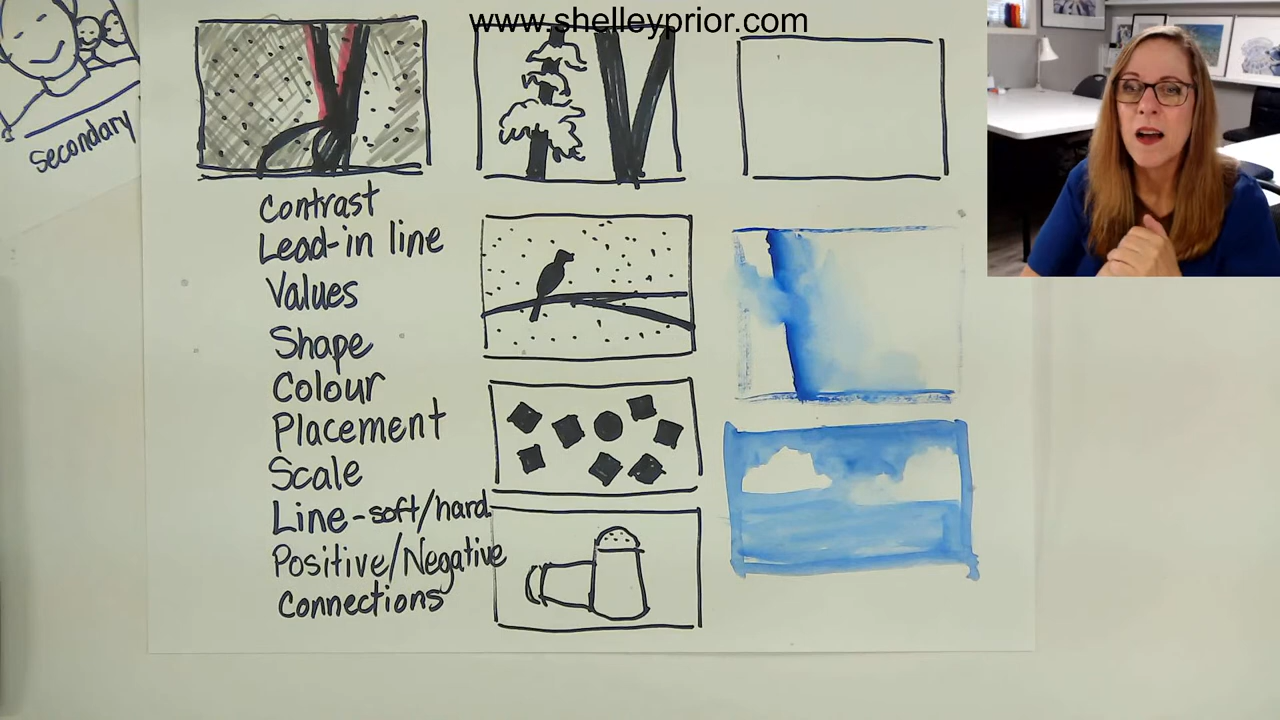 www.shelleyprior.com
secondary
Contrast
Lead-in line
Values
Shape
Colour
Placement
Scale
Line-soft/hard
Positive/Negative
Connections